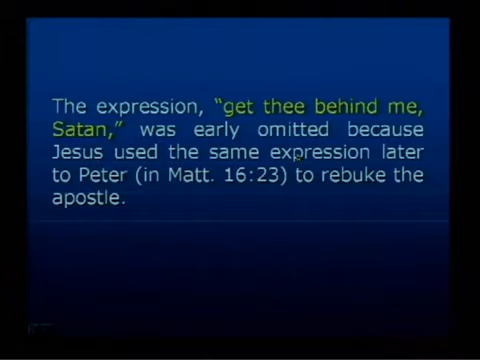 The expression, “get thee behind me,
Satan,” was early omitted because
Jesus used the same expression later
to Peter (in Matt. 16:23) to rebuke the
apostle.